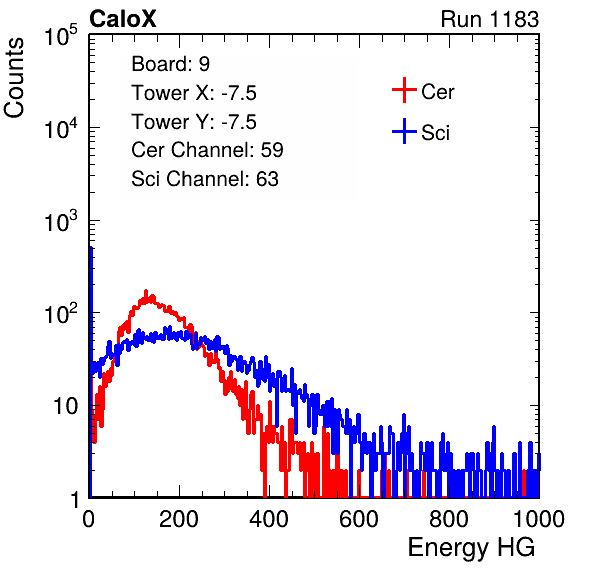 CaloX Run 1183
Counts
Board: 9
Tower X: -7.5
Tower Y: -7.5
Cer Channel: 59
Sci Channel: 63
Cer
Sci
10^5
10^4
10^3
10^2
10
1
0 200 400 600 800 1000
Energy HG